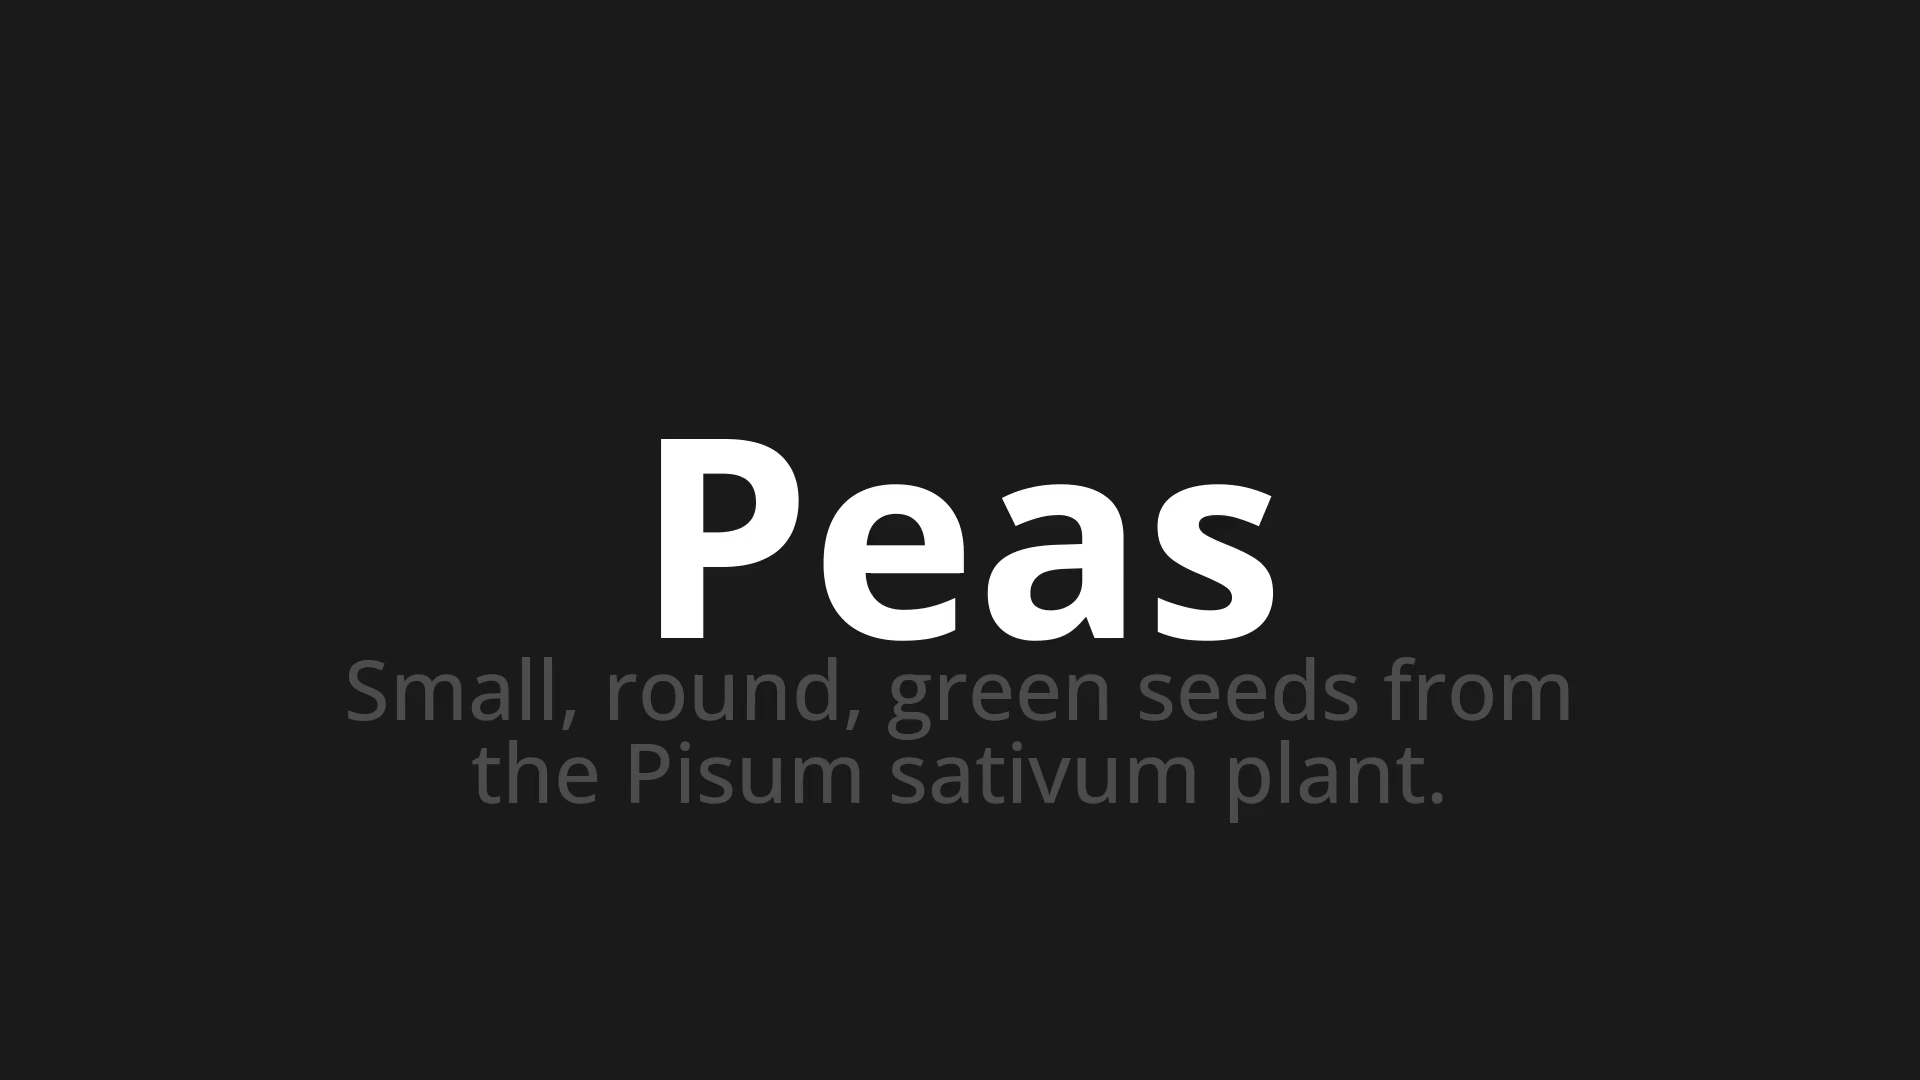 Peas
Small, round, green seeds from
the Pisum sativum plant.